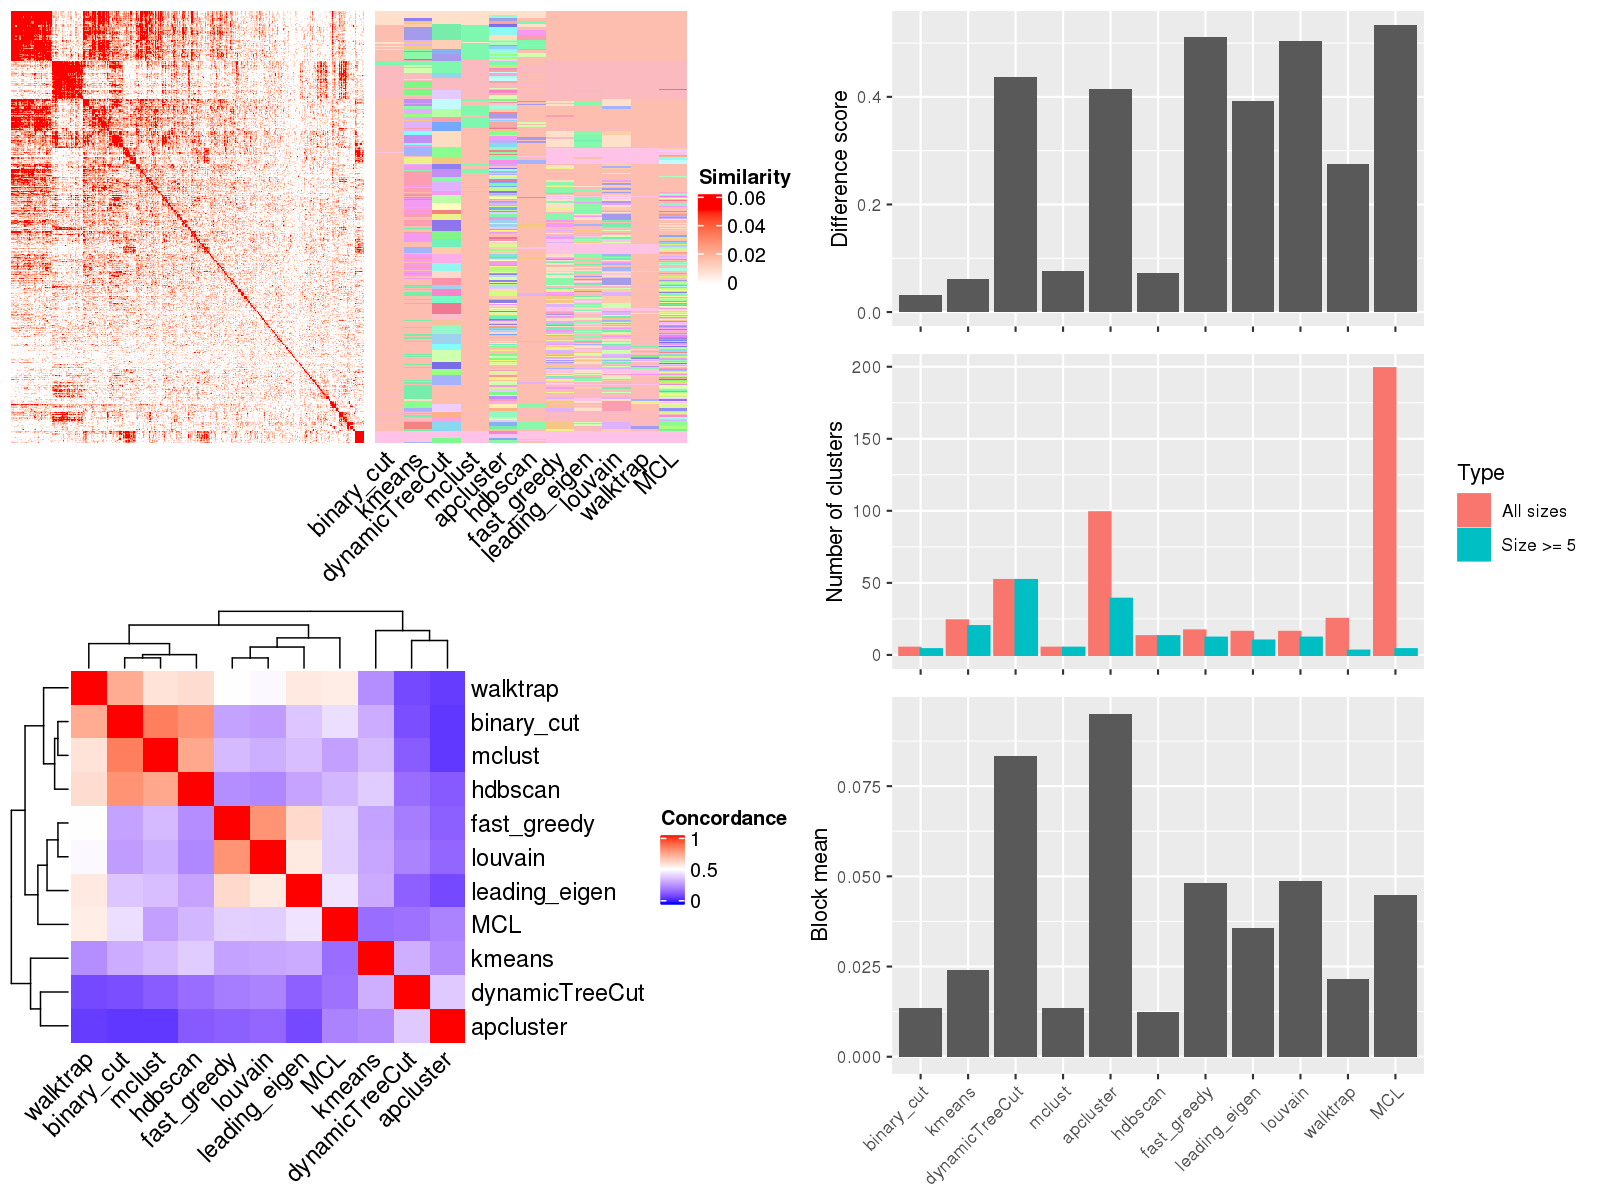 Similarity
0.06
0.04
0.02
0
binary_cut
kmeans
dynamicTreeCut
mclust
apcluster
hdbscan
fast_greedy
leading_eigen
louvain
walktrap
MCL
walktrap
binary_cut
mclust
hdbscan
fast_greedy
louvain
leading_eigen
MCL
kmeans
dynamicTreeCut
apcluster
Concordance
1
0.5
0
walktrap
binary_cut
mclust
hdbscan
fast_greedy
louvain
leading_eigen
MCL
kmeans
dynamicTreeCut
apcluster
Difference score
0.4
0.2
0.0
Number of clusters
200
150
100
50
0
Type
All sizes
Size >= 5
Block mean
0.075
0.050
0.025
0.000
binary_cut
kmeans
dynamicTreeCut
mclust
apcluster
hdbscan
fast_greedy
leading_eigen
louvain
walktrap
MCL